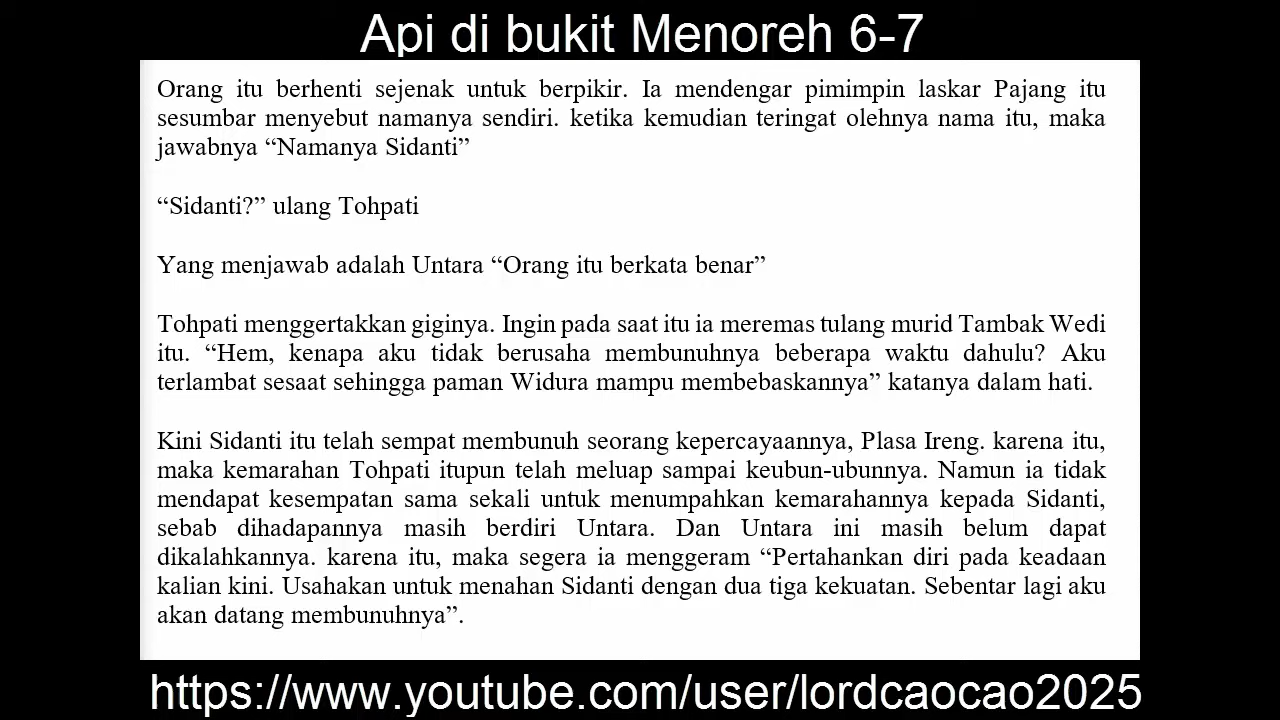 Api di bukit Menoreh 6-7
Orang itu berhenti sejenak untuk berpikir. Ia mendengar pimimpin laskar Pajang itu
sesumbar menyebut namanya sendiri. ketika kemudian teringat olehnya nama itu, maka
jawabnya “Namanya Sidanti”
“Sidanti?” ulang Tohpati
Yang menjawab adalah Untara “Orang itu berkata benar”
Tohpati menggertakkan giginya. Ingin pada saat itu ia meremas tulang murid Tambak Wedi
itu. “Hem, kenapa aku tidak berusaha membunuhnya beberapa waktu dahulu? Aku
terlambat sesaat sehingga paman Widura mampu membebaskannya” katanya dalam hati.
Kini Sidanti itu telah sempat membunuh seorang kepercayaannya, Plasa Ireng. karena itu,
maka kemarahan Tohpati itupun telah meluap sampai keubun-ubunnya. Namun ia tidak
mendapat kesempatan sama sekali untuk menumpahkan kemarahannya kepada Sidanti,
sebab dihadapannya masih berdiri Untara. Dan Untara ini masih belum dapat
dikalahkannya. karena itu, maka segera ia menggeram “Pertahankan diri pada keadaan
kalian kini. Usahakan untuk menahan Sidanti dengan dua tiga kekuatan. Sebentar lagi aku
akan datang membunuhnya”.
https://www.youtube.com/user/lordcaocao2025